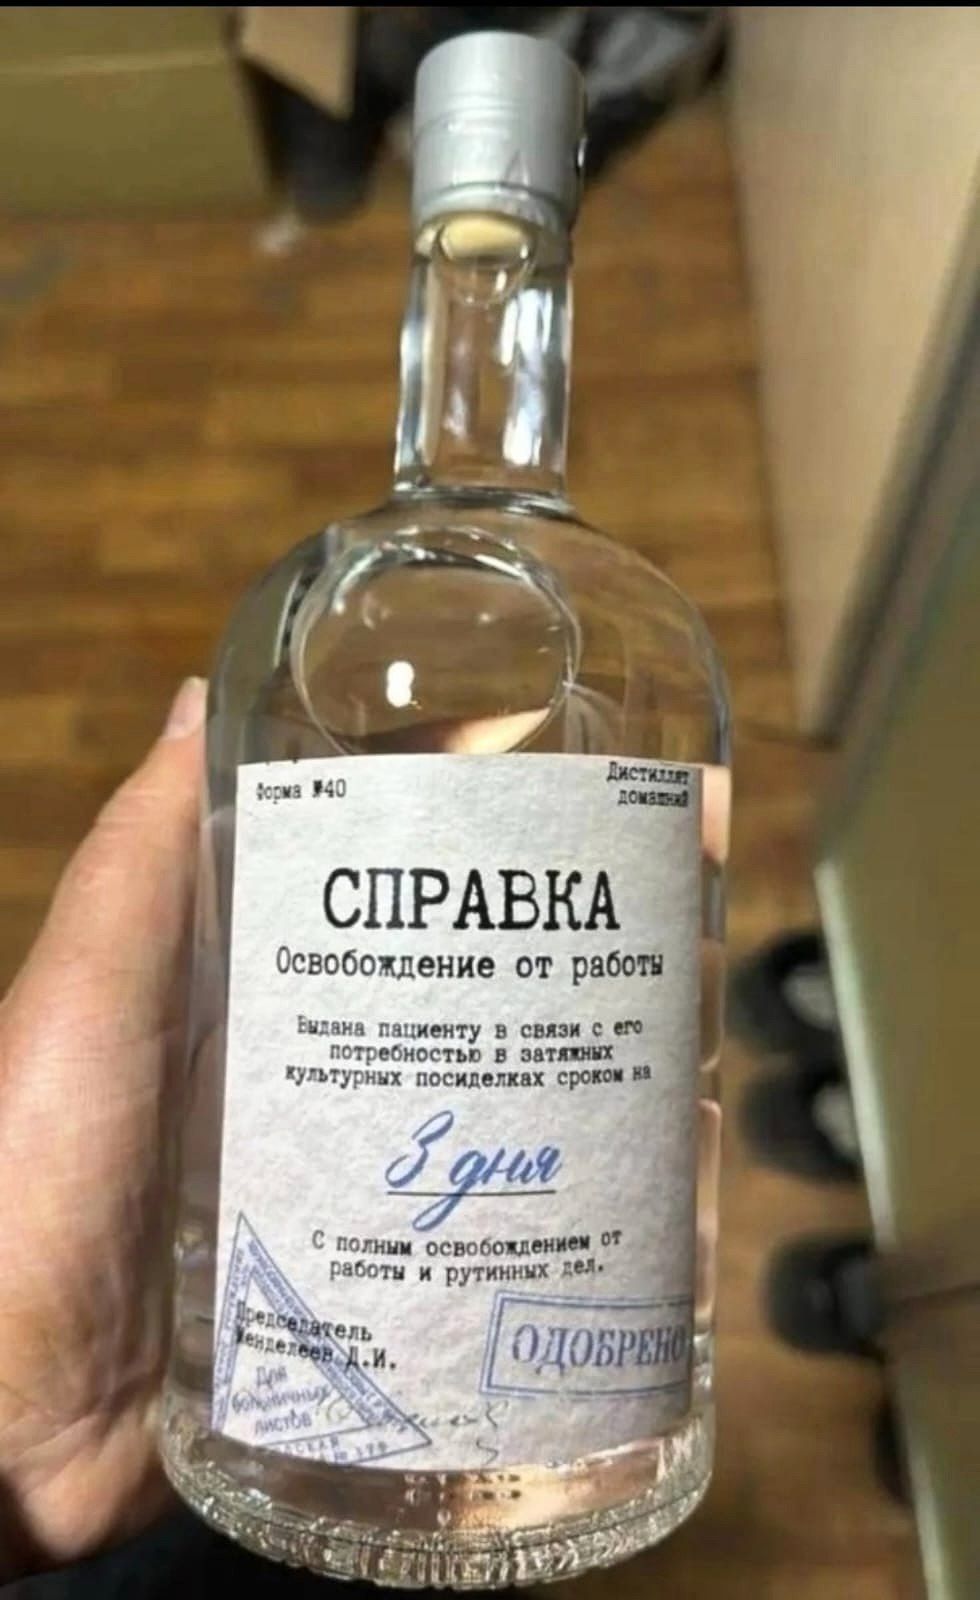 Форма №40
Дистиллят
домашний
СПРАВКА
Освобождение от работы
Выдана пациенту в связи с его
потребностью в затяжных
культурных посиделках сроком на
3 дня
С полным освобождением от
работы и рутинных дел.
Председатель
Менделеев Д.И.
Для
больничных
листов
ОДОБРЕНО